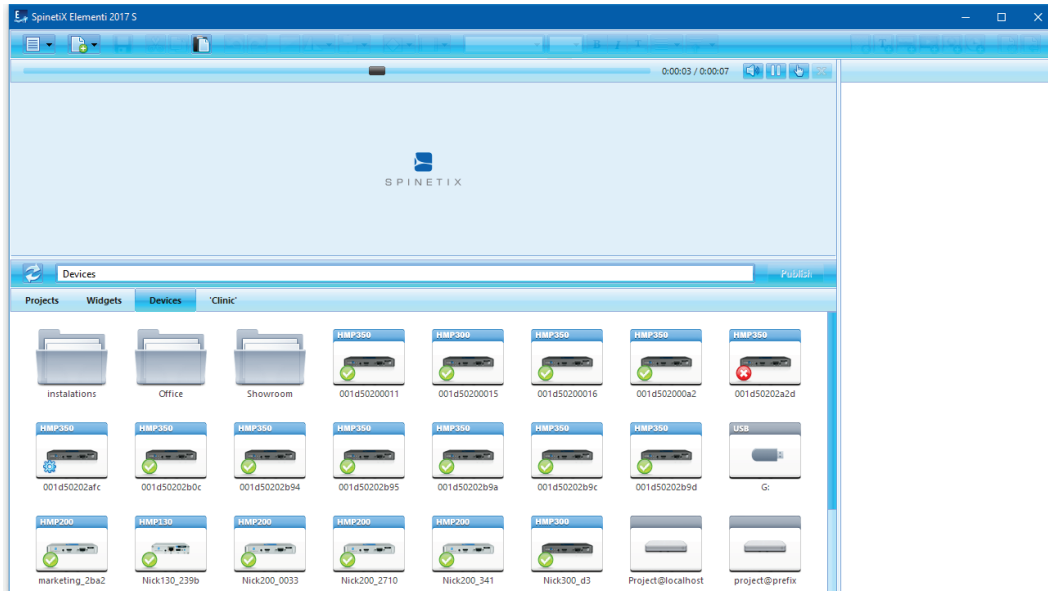 SpinetiX Elementi 2017 S
B I T
0:00:03 / 0:00:07
SPINETIX
Devices
Publish
Projects Widgets Devices 'Clinic'
HMP350 HMP300 HMP350 HMP350 HMP350
instalations Office Showroom 001d50200011 001d50200015 001d50200016 001d502000a2 001d50202a2d
HMP350 HMP350 HMP350 HMP350 HMP350 HMP350 HMP350 USB
001d50202afc 001d50202b0c 001d50202b94 001d50202b95 001d50202b9a 001d50202b9c 001d50202b9d G:
HMP200 HMP130 HMP200 HMP200 HMP200 HMP300
marketing_2ba2 Nick130_239b Nick200_0033 Nick200_2710 Nick200_341 Nick300_d3 Project@localhost project@prefix